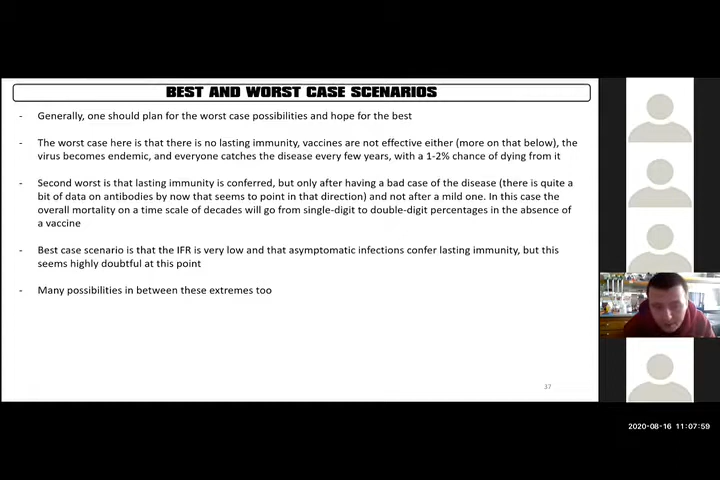 BEST AND WORST CASE SCENARIOS
- Generally, one should plan for the worst case possibilities and hope for the best
- The worst case here is that there is no lasting immunity, vaccines are not effective either (more on that below), the
virus becomes endemic, and everyone catches the disease every few years, with a 1-2% chance of dying from it
- Second worst is that lasting immunity is conferred, but only after having a bad case of the disease (there is quite a
bit of data on antibodies by now that seems to point in that direction) and not after a mild one. In this case the
overall mortality on a time scale of decades will go from single-digit to double-digit percentages in the absence of
a vaccine
- Best case scenario is that the IFR is very low and that asymptomatic infections confer lasting immunity, but this
seems highly doubtful at this point
- Many possibilities in between these extremes too
37
2020-08-16 11:07:59